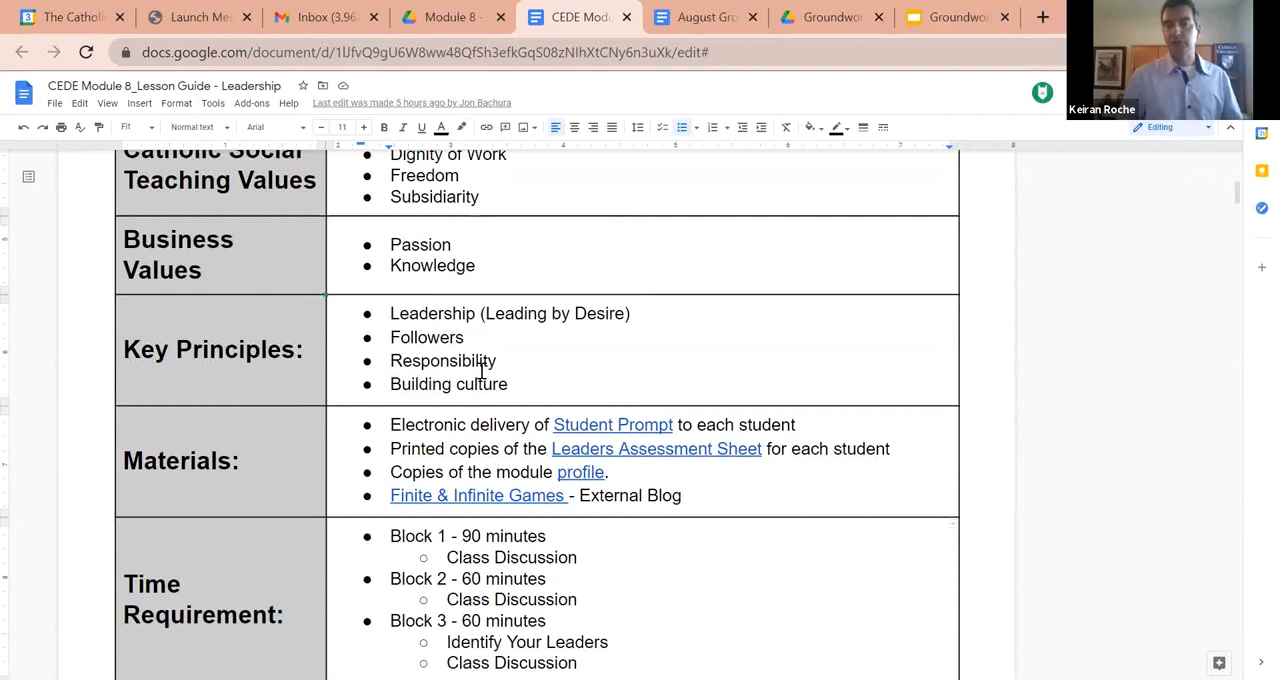 The Catholi
Launch Me
Inbox (3,96
Module 8 -
CEDE Modu
August Gro
Groundwor
Groundwo
docs.google.com/document/d/1lJfvQ9gU6W8ww48QfSh3efkGqS08zNIhXtCNy6n3uXk/edit#
CEDE Module 8_Lesson Guide - Leadership
File Edit View Insert Format Tools Add-ons Help Last edit was made 5 hours ago by Jon Bachura
Keiran Roche
Fit Normal text Arial 11 Editing
Catholic Social
Teaching Values
Dignity of Work
Freedom
Subsidiarity
Business
Values
Passion
Knowledge
Key Principles:
Leadership (Leading by Desire)
Followers
Responsibility
Building culture
Materials:
Electronic delivery of Student Prompt to each student
Printed copies of the Leaders Assessment Sheet for each student
Copies of the module profile.
Finite & Infinite Games - External Blog
Time
Requirement:
Block 1 - 90 minutes
Class Discussion
Block 2 - 60 minutes
Class Discussion
Block 3 - 60 minutes
Identify Your Leaders
Class Discussion